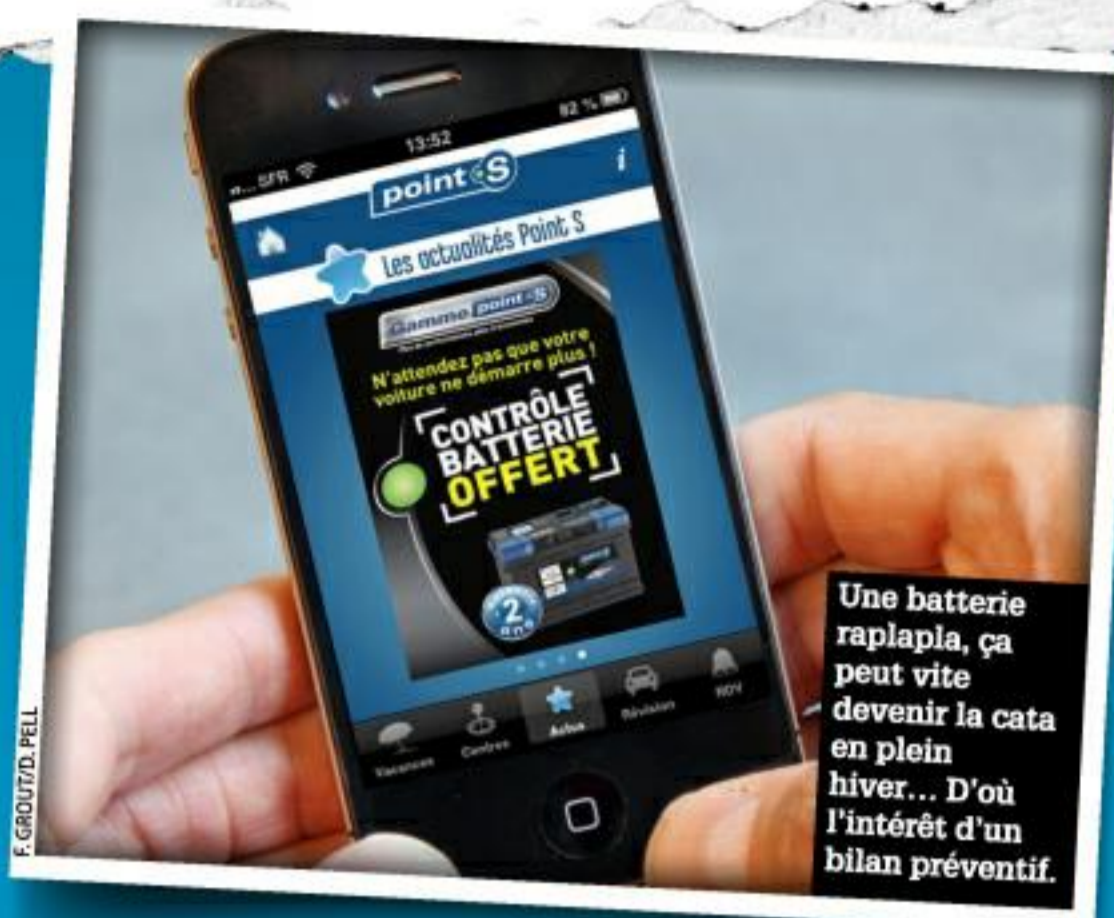 ...SFR
13:52
82 %
point S
i
Les actualités Point S
Gamme point S
N'attendez pas que votre
voiture ne démarre plus !
CONTRÔLE
BATTERIE
OFFERT
2
ans
Vacances
Centres
Actus
Révision
RDV
Une batterie
raplapla, ça
peut vite
devenir la cata
en plein
hiver... D'où
l'intérêt d'un
bilan préventif.
F. GROUT/D. PELL